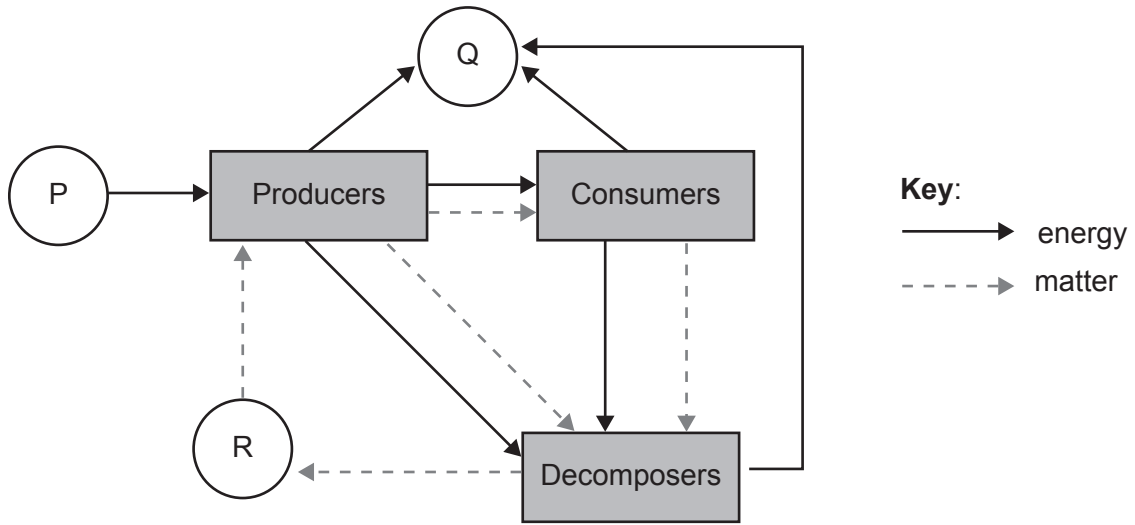 Q
P
Producers
Consumers
Key:
energy
matter
R
Decomposers